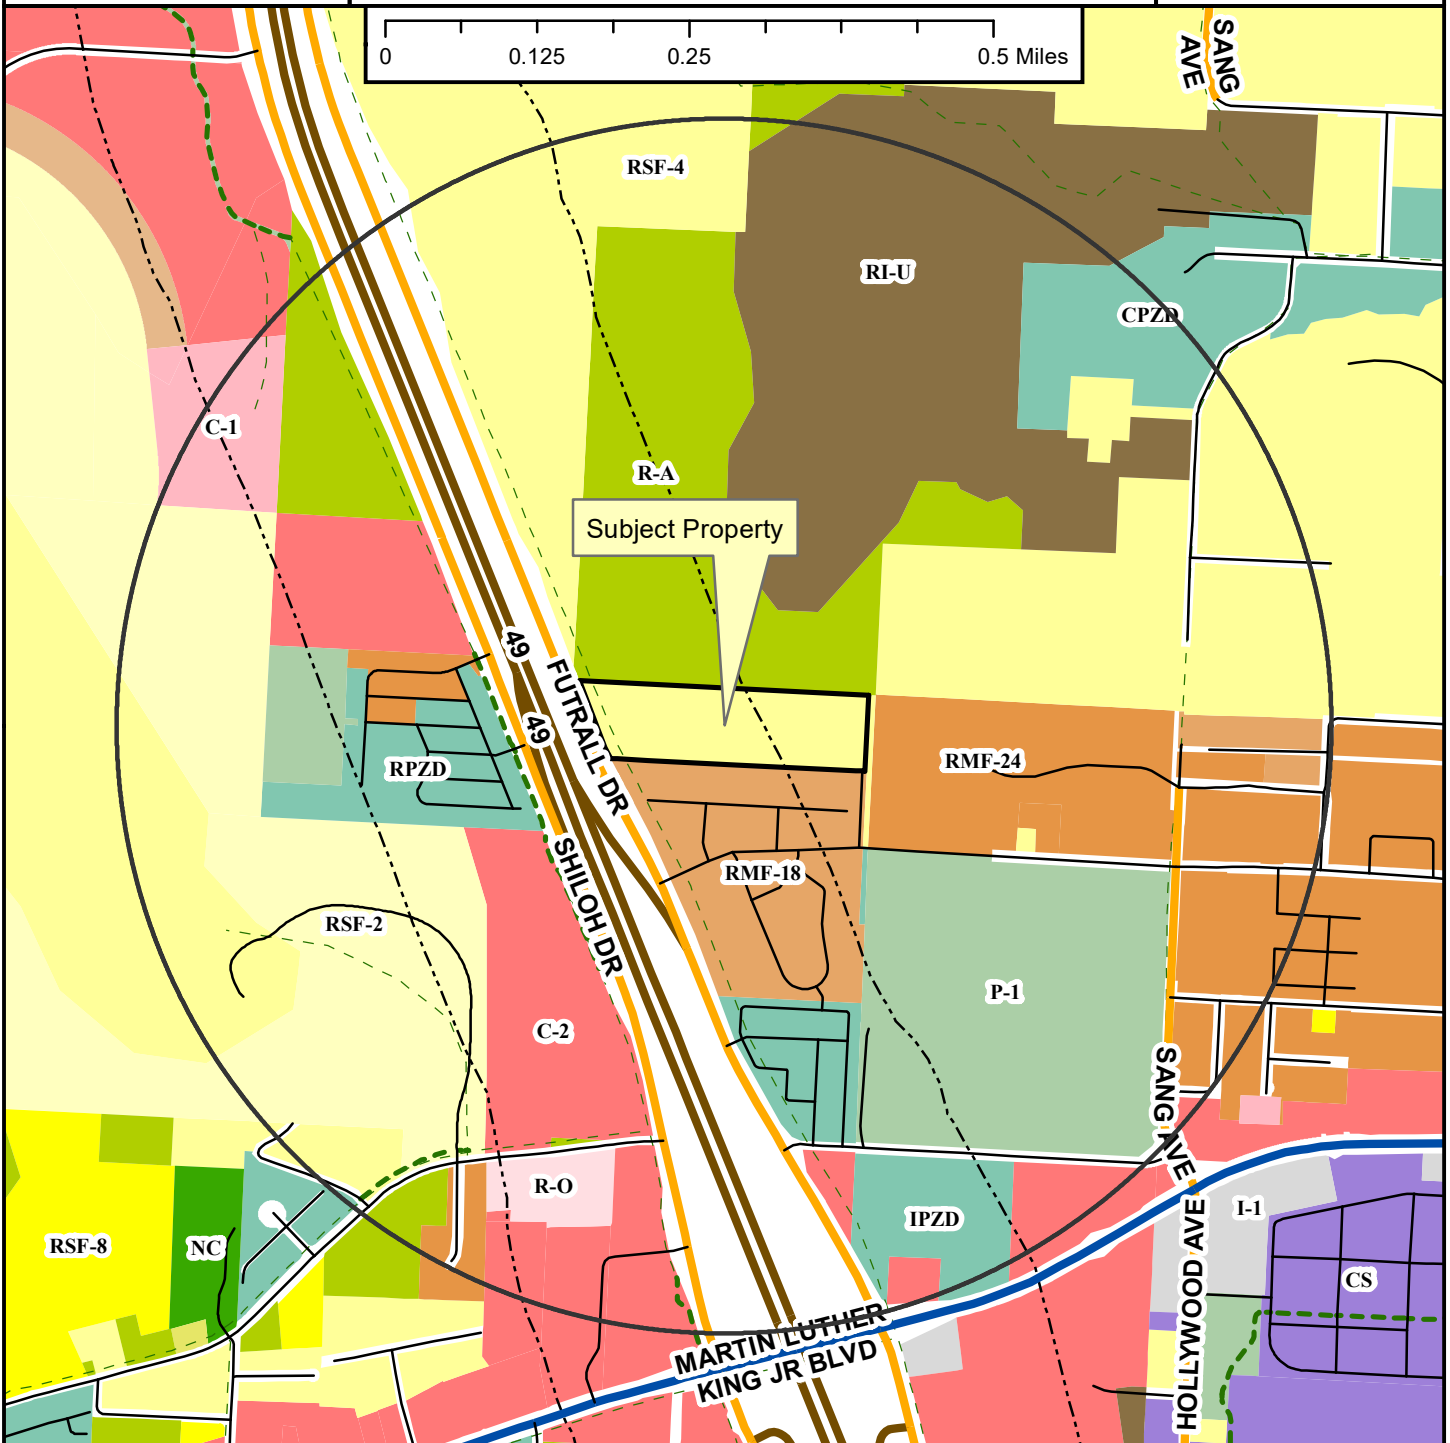 0
0.125
0.25
0.5 Miles
SANG
AVE
RSF-4
RI-U
CPZD
C-1
R-A
Subject Property
49
FUTRALL DR
49
RPZD
RMF-24
RMF-18
SHILOH DR
RSF-2
P-1
C-2
SANG AVE
R-O
IPZD
I-1
RSF-8
NC
HOLLYWOOD AVE
CS
MARTIN LUTHER
KING JR BLVD